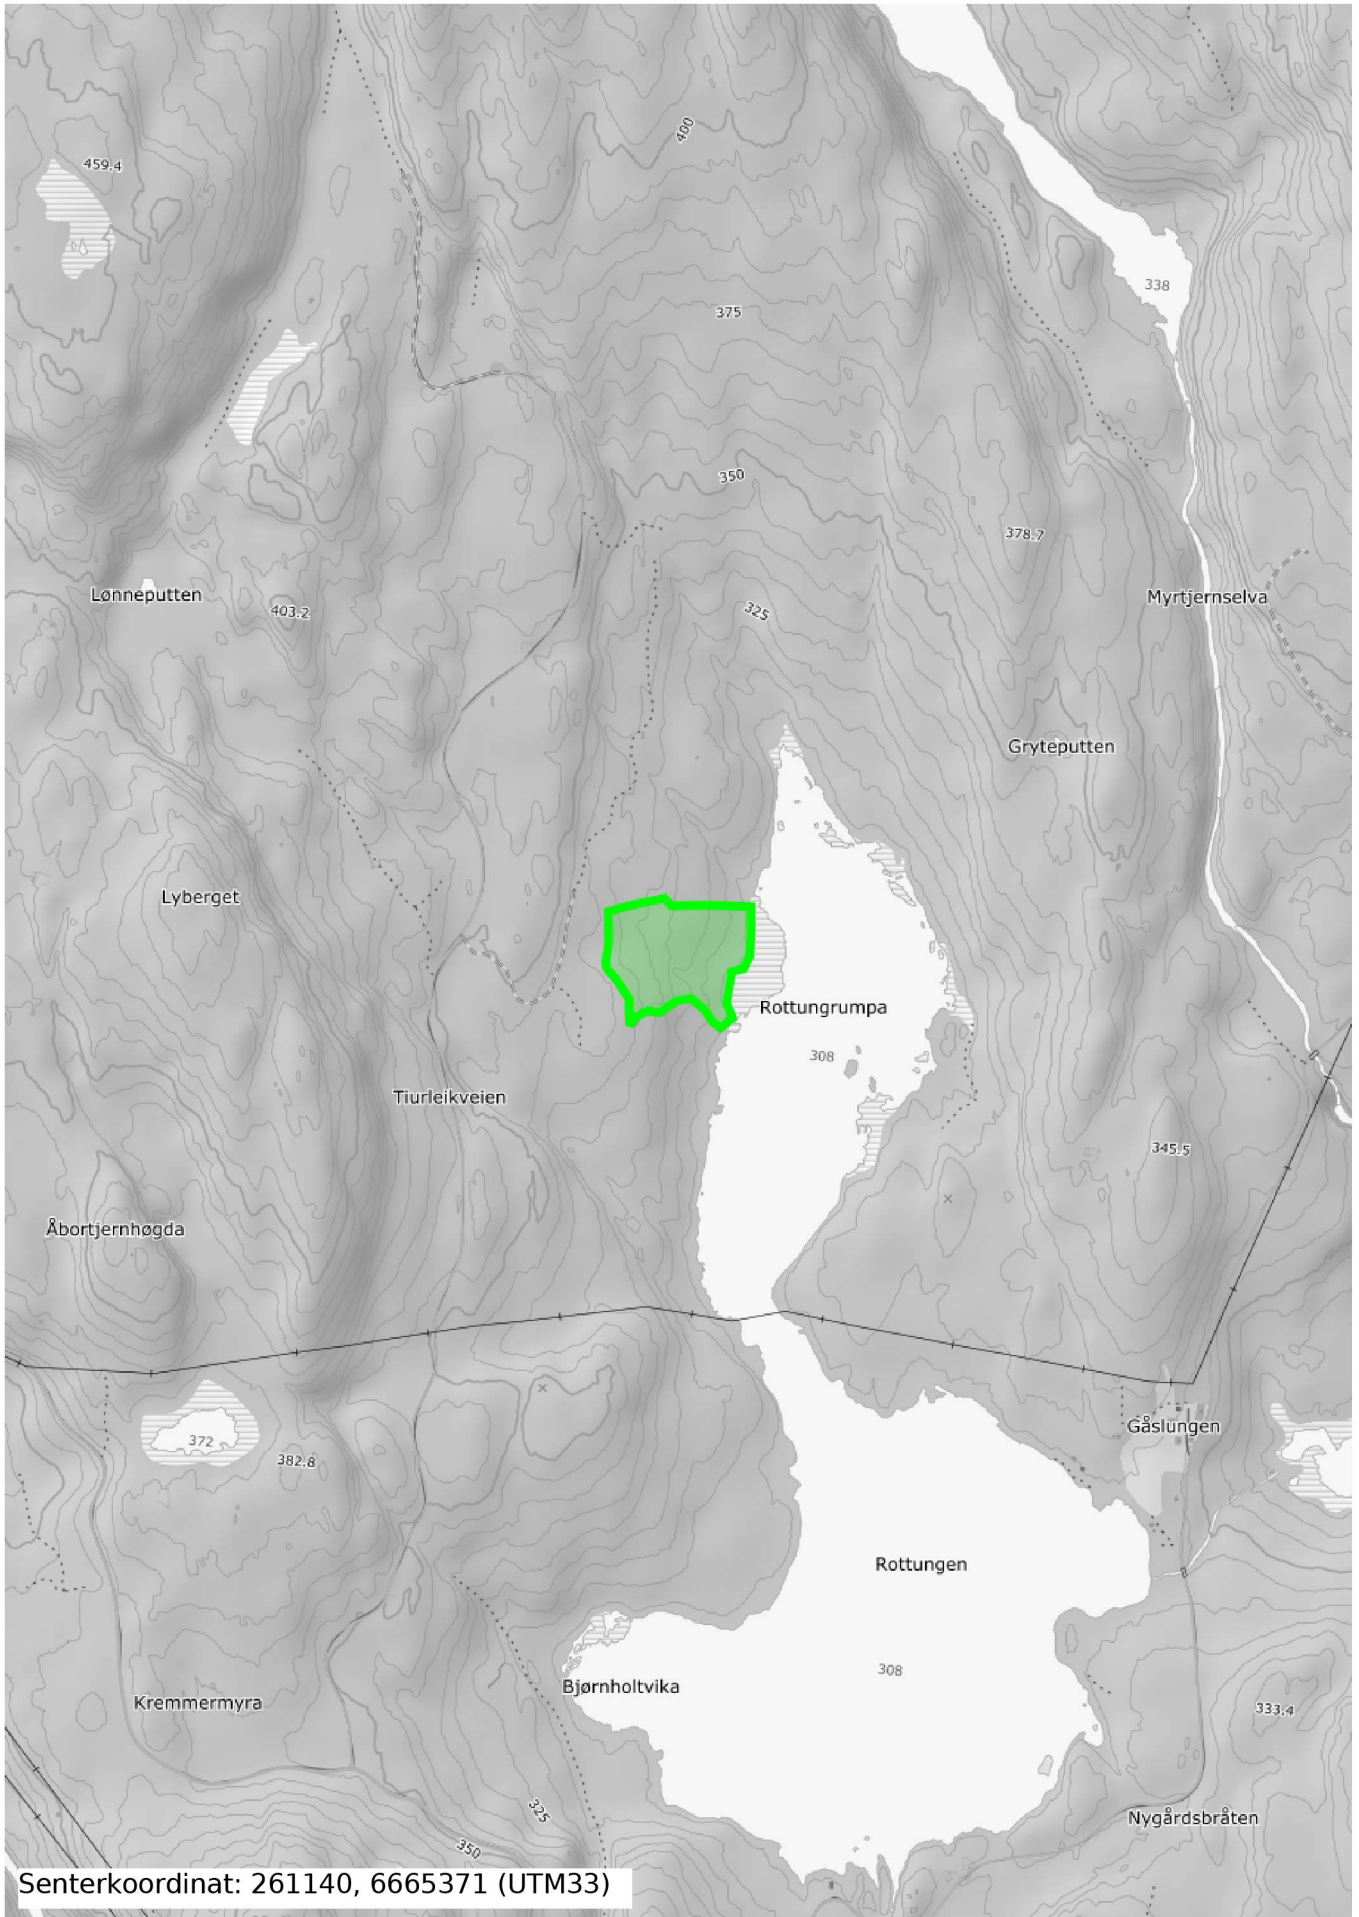 400
459.4
338
375
350
378.7
Lønneputten
403.2
Myrtjernselva
325
Gryteputten
Lyberget
Rottungrumpa
308
Tiurleikveien
345.5
Åbortjernhøgda
Gåslungen
372
382.8
Rottungen
308
Bjørnholtvika
Kremmermyra
333.4
325
Nygårdsbråten
350
Senterkoordinat: 261140, 6665371 (UTM33)